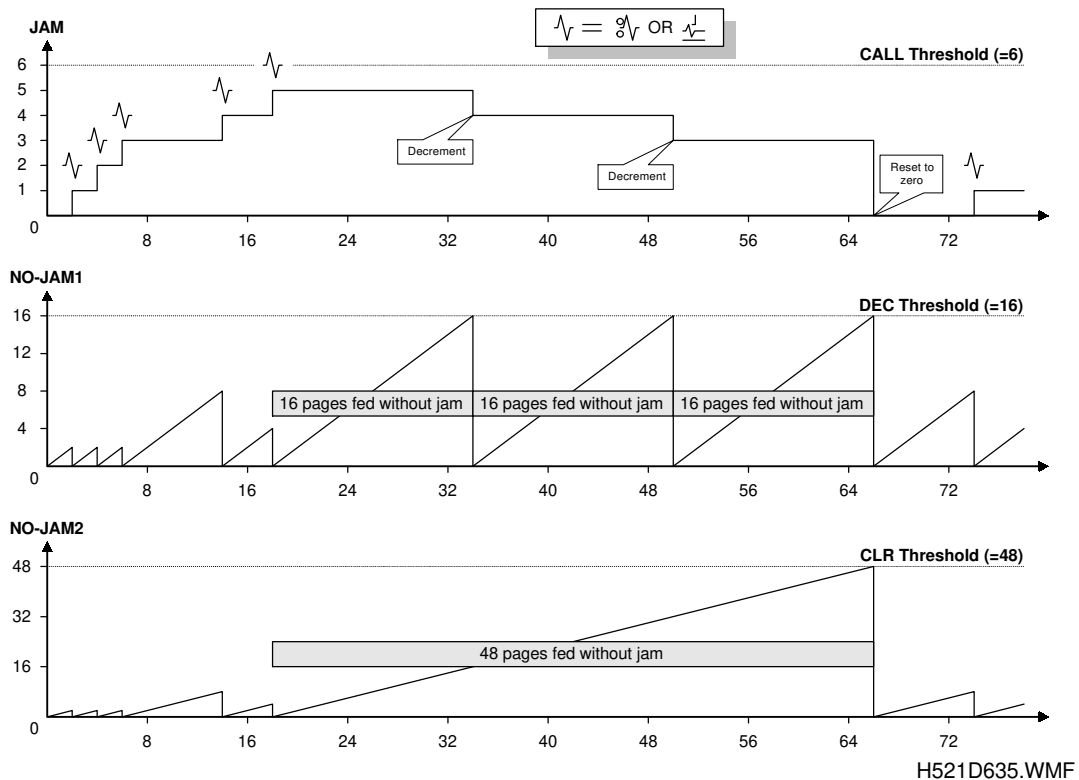 = OR
JAM
CALL Threshold (=6)
6
5
4
3
2
1
0
Decrement
Decrement
Reset to
zero
8 16 24 32 40 48 56 64 72
NO-JAM1
DEC Threshold (=16)
16
12
8
4
0
16 pages fed without jam 16 pages fed without jam 16 pages fed without jam
8 16 24 32 40 48 56 64 72
NO-JAM2
CLR Threshold (=48)
48
32
16
0
48 pages fed without jam
8 16 24 32 40 48 56 64 72
H521D635.WMF